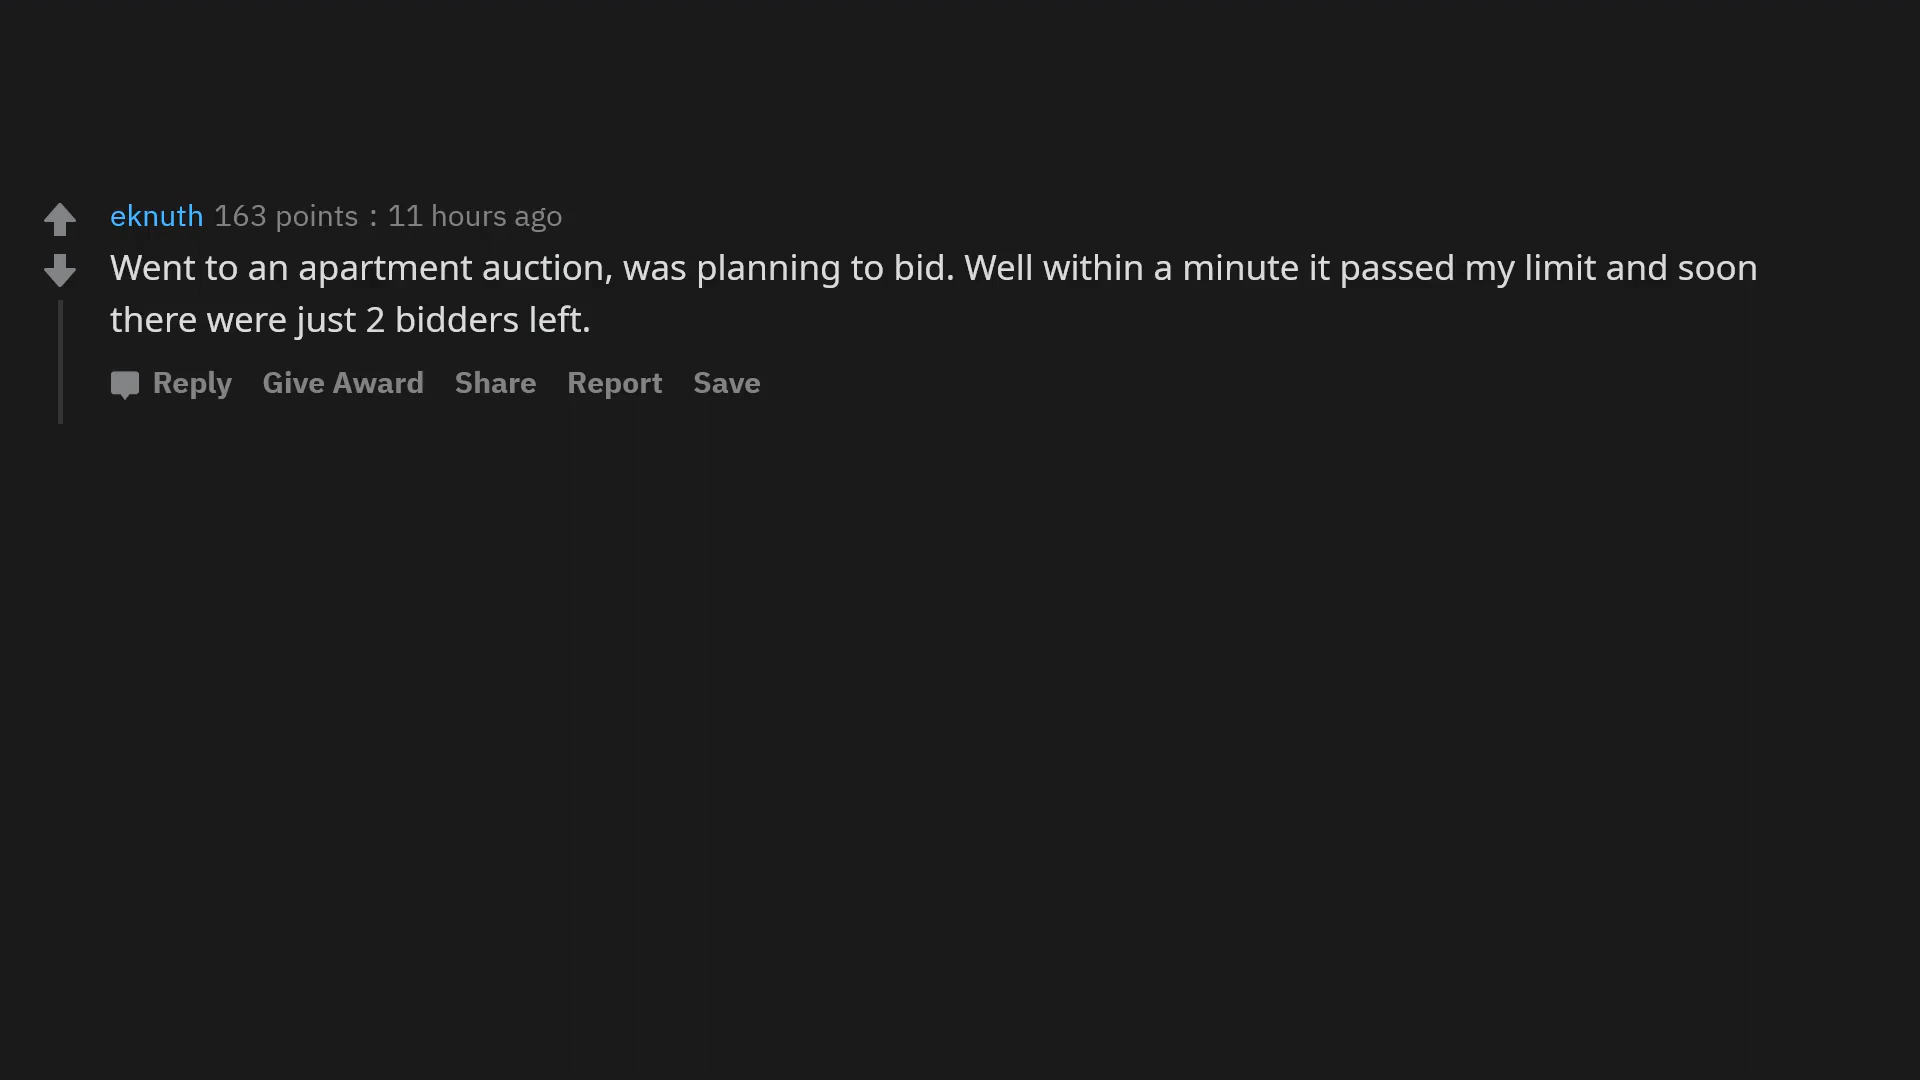 eknuth 163 points : 11 hours ago
Went to an apartment auction, was planning to bid. Well within a minute it passed my limit and soon
there were just 2 bidders left.
Reply Give Award Share Report Save